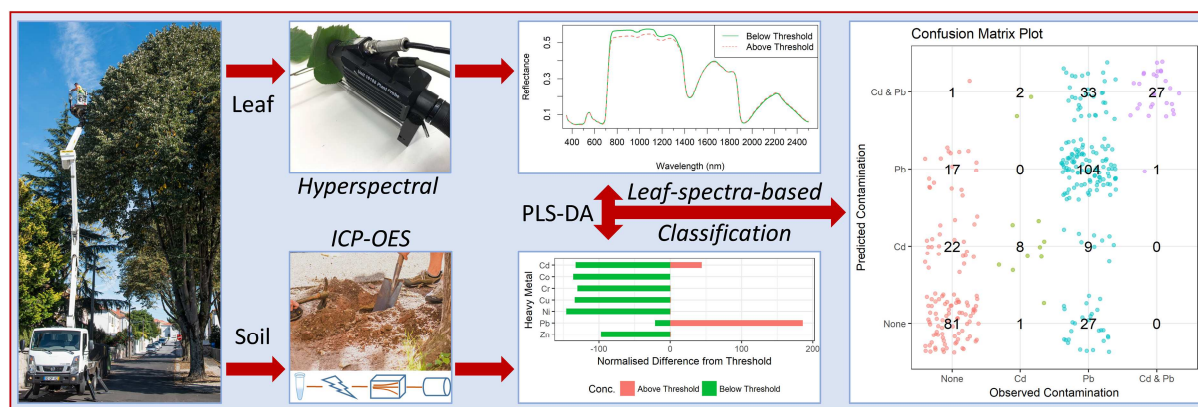 Leaf
Hyperspectral
Reflectance
0.5
0.3
0.1
Below Threshold
Above Threshold
400 600 800 1000 1200 1400 1600 1800 2000 2200 2400
Wavelength (nm)
PLS-DA
Leaf-spectra-based
Classification
Soil
ICP-OES
Heavy Metal
Cd
Co
Cr
Cu
Ni
Pb
Zn
-100 0 100 200
Normalised Difference from Threshold
Conc. Above Threshold Below Threshold
Confusion Matrix Plot
Predicted Contamination
Cd & Pb 1 2 33 27
Pb 17 0 104 1
Cd 22 8 9 0
None 81 1 27 0
None Cd Pb Cd & Pb
Observed Contamination